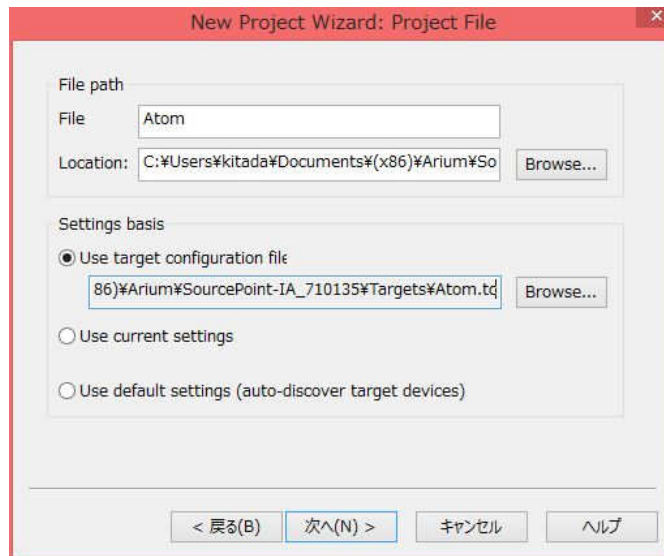 New Project Wizard: Project File
File path
File
Atom
Location:
C:¥Users¥kitada¥Documents¥(x86)¥Arium¥So
Browse...
Settings basis
Use target configuration file
86)¥Arium¥SourcePoint-IA_710135¥Targets¥Atom.tc
Browse...
Use current settings
Use default settings (auto-discover target devices)
< 戻る(B)
次へ(N) >
キャンセル
ヘルプ